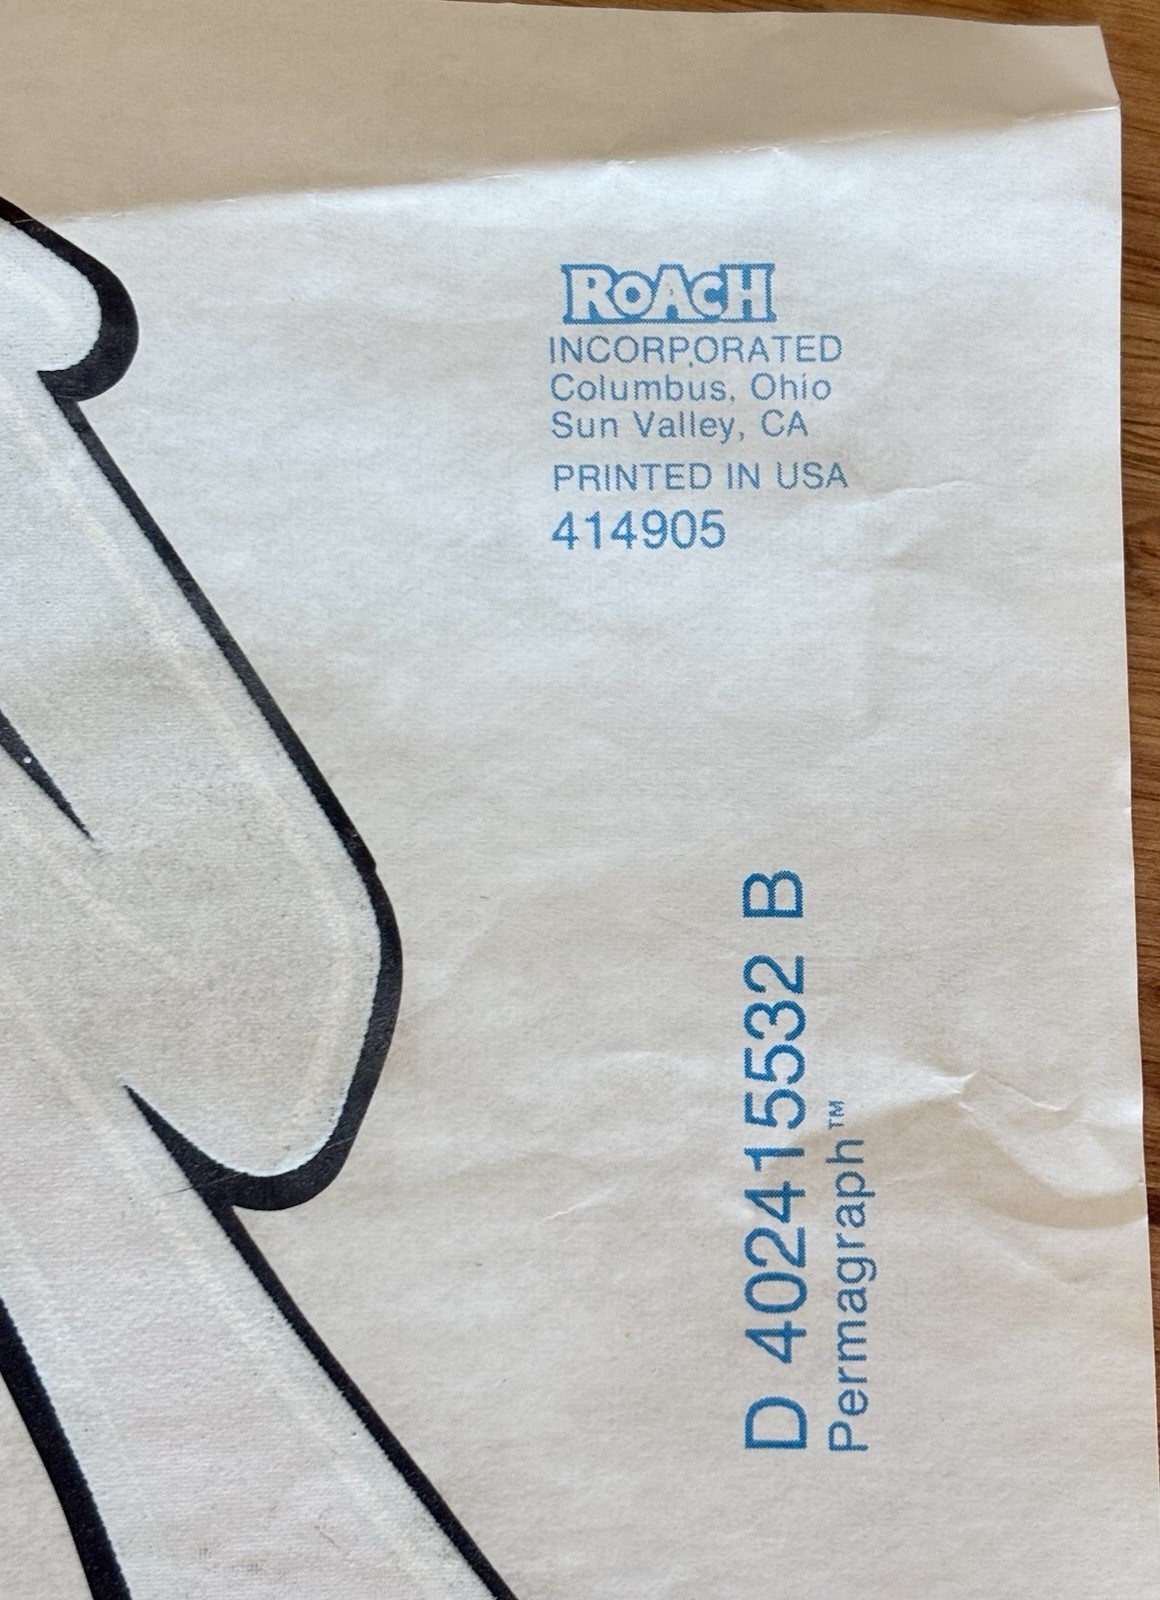 ROACH
INCORPORATED
Columbus, Ohio
Sun Valley, CA
PRINTED IN USA
414905
D 402415532 B
Permagraph™